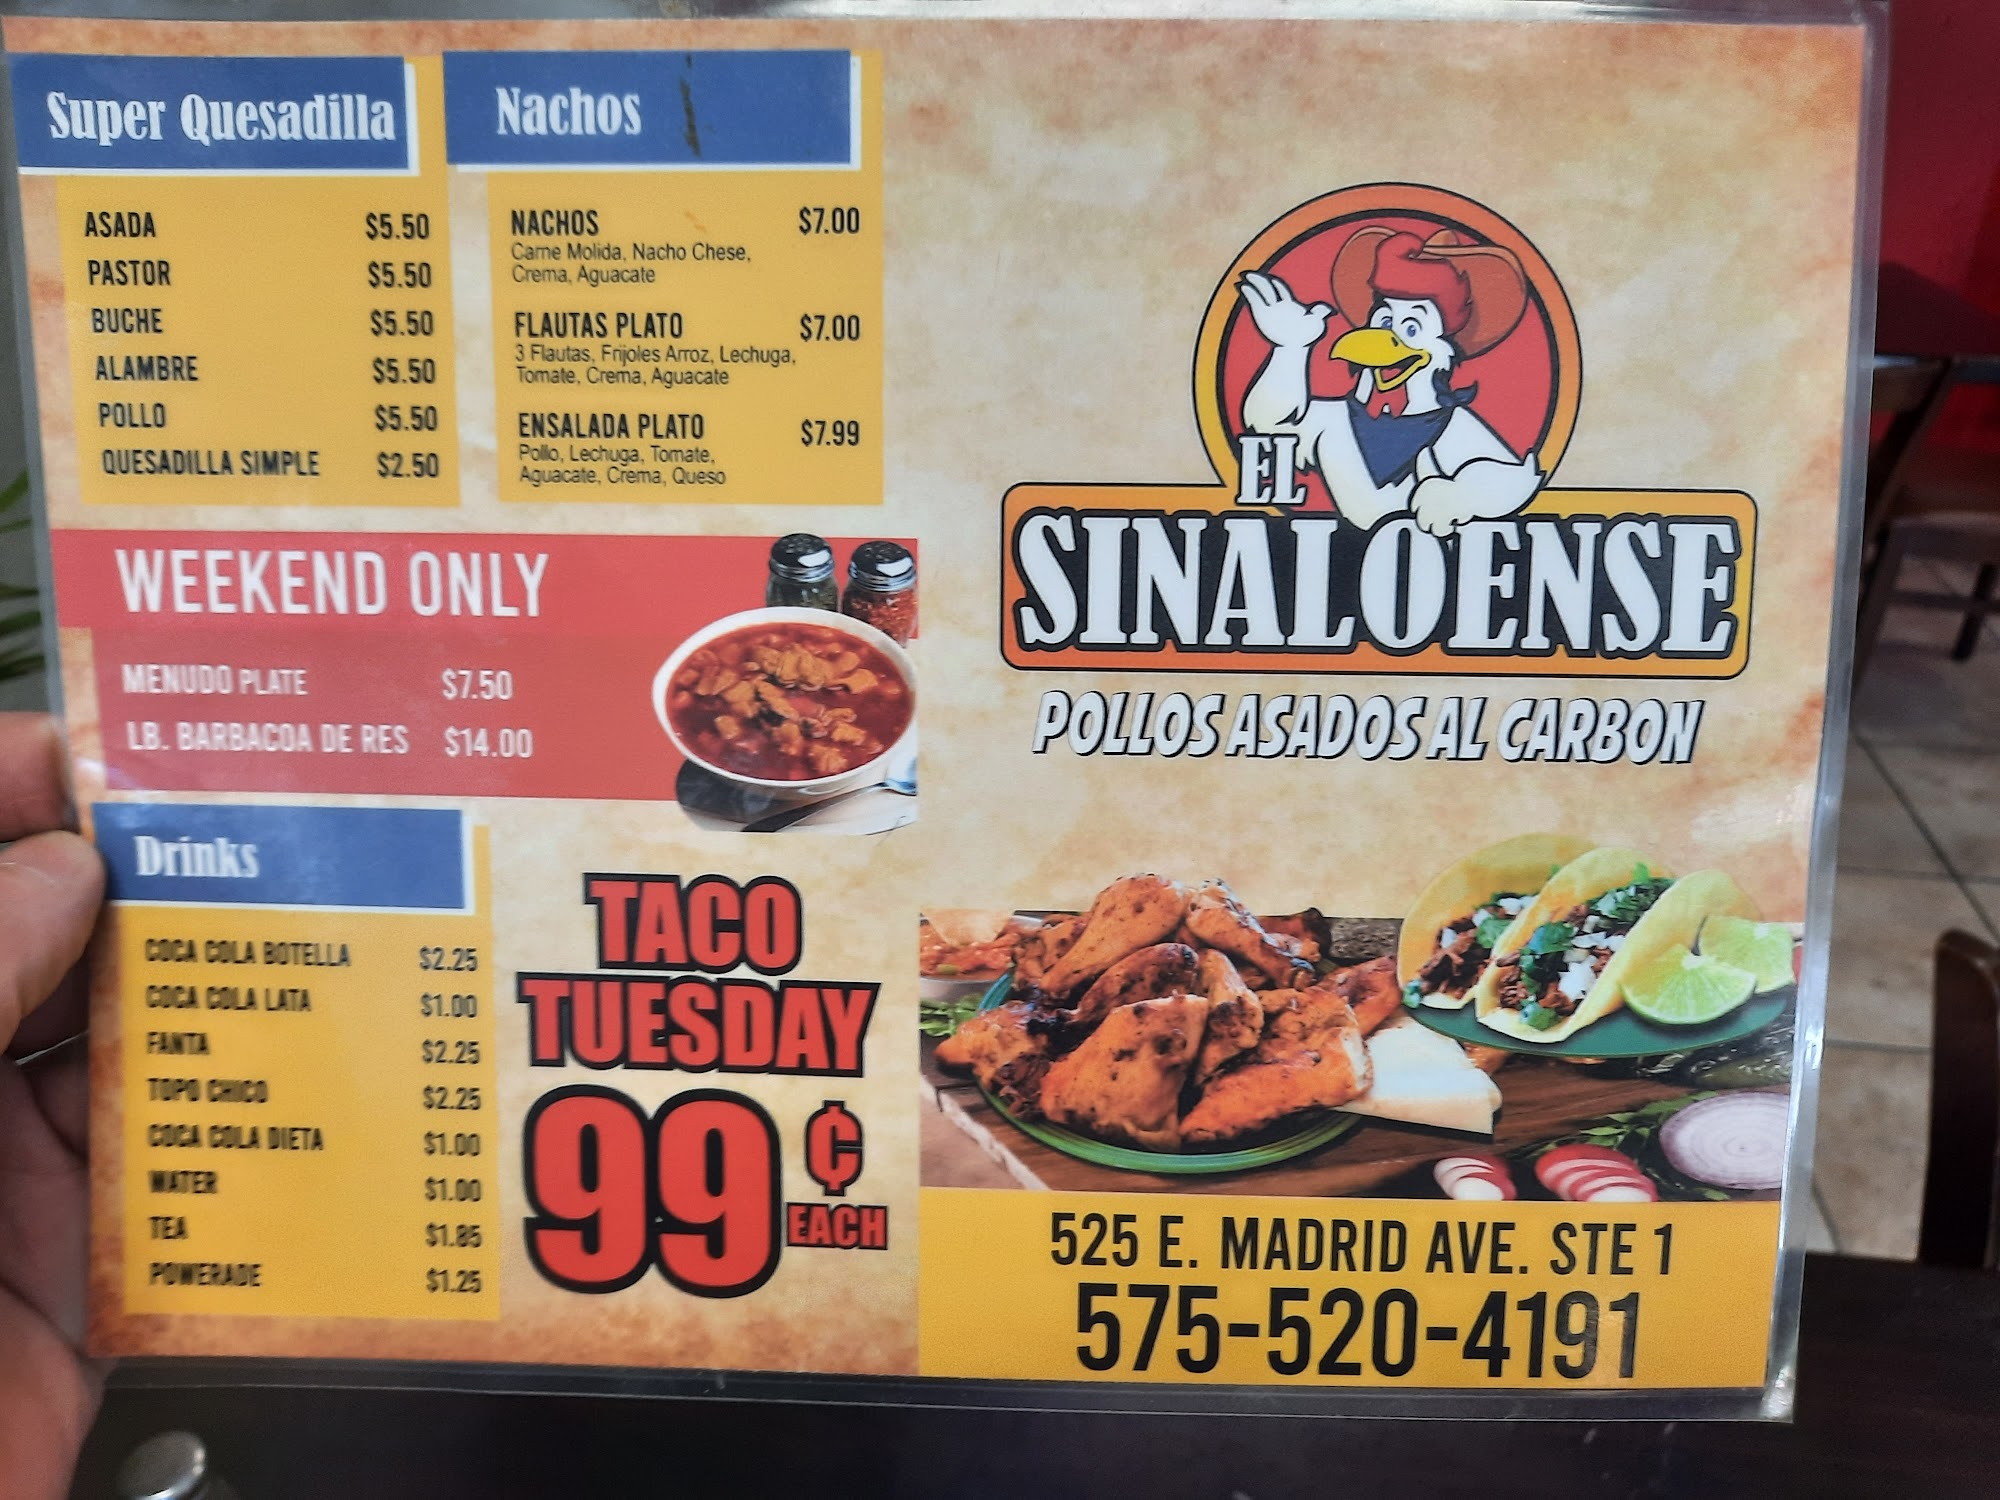 Super Quesadilla
ASADA $5.50
PASTOR $5.50
BUCHE $5.50
ALAMBRE $5.50
POLLO $5.50
QUESADILLA SIMPLE $2.50
Nachos
NACHOS $7.00
Carne Molida, Nacho Chese,
Crema, Aguacate
FLAUTAS PLATO $7.00
3 Flautas, Frijoles Arroz, Lechuga,
Tomate, Crema, Aguacate
ENSALADA PLATO $7.99
Pollo, Lechuga, Tomate,
Aguacate, Crema, Queso
WEEKEND ONLY
MENUDO PLATE $7.50
LB. BARBACOA DE RES $14.00
Drinks
COCA COLA BOTELLA $2.25
COCA COLA LATA $1.00
FANTA $2.25
TOPO CHICO $2.25
COCA COLA DIETA $1.00
WATER $1.00
TEA $1.85
POWERADE $1.25
TACO
TUESDAY
99¢
EACH
EL
SINALOENSE
POLLOS ASADOS AL CARBON
525 E. MADRID AVE. STE 1
575-520-4191